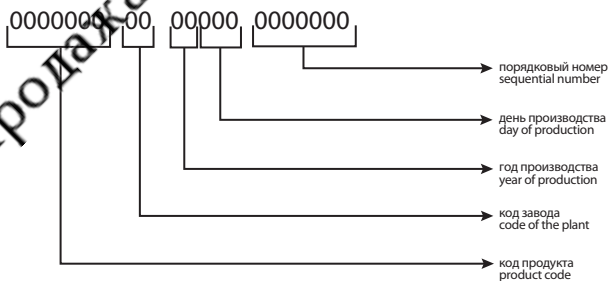 продажа
0000000 00 00000 0000000
порядковый номер
sequential number
день производства
day of production
год производства
year of production
код завода
code of the plant
код продукта
product code